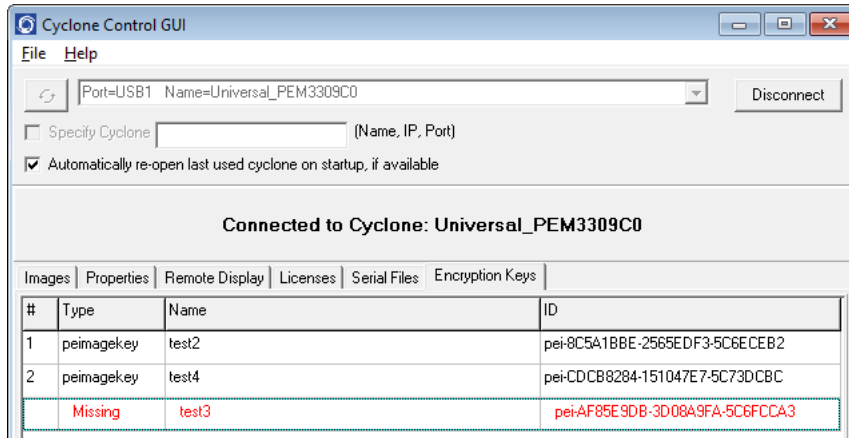 Cyclone Control GUI
File Help
Port=USB1 Name=Universal_PEM3309C0 Disconnect
Specify Cyclone (Name, IP, Port)
Automatically re-open last used cyclone on startup, if available
Connected to Cyclone: Universal_PEM3309C0
Images Properties Remote Display Licenses Serial Files Encryption Keys
# Type Name ID
1 peimagekey test2 pei-8C5A1BBE-2565EDF3-5C6ECEB2
2 peimagekey test4 pei-CDCB8284-151047E7-5C73DCBC
Missing test3 pei-AF85E9DB-3D08A9FA-5C6FCCA3